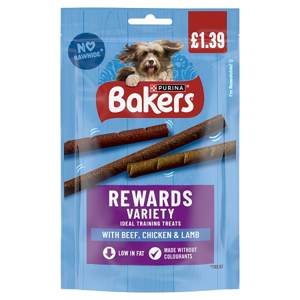 NO
RAWHIDE*
£1.39
PURINA
Bakers
REWARDS
VARIETY
IDEAL TRAINING TREATS
WITH BEEF, CHICKEN & LAMB
LOW IN FAT
MADE WITHOUT
COLOURANTS